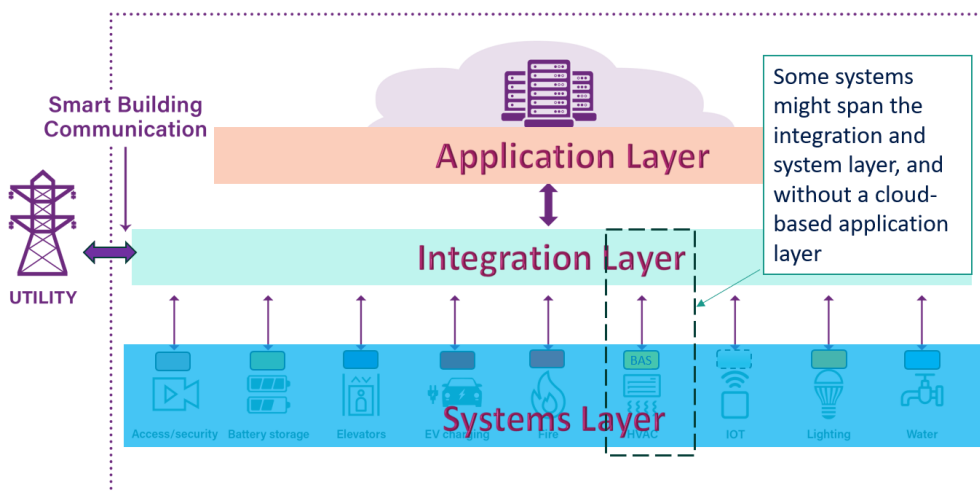 Smart Building
Communication
Application Layer
Some systems
might span the
integration and
system layer, and
without a cloud-
based application
layer
Integration Layer
UTILITY
BAS
Systems Layer
Access/security
Battery storage
Elevators
EV charging
Fire
HVAC
IOT
Lighting
Water